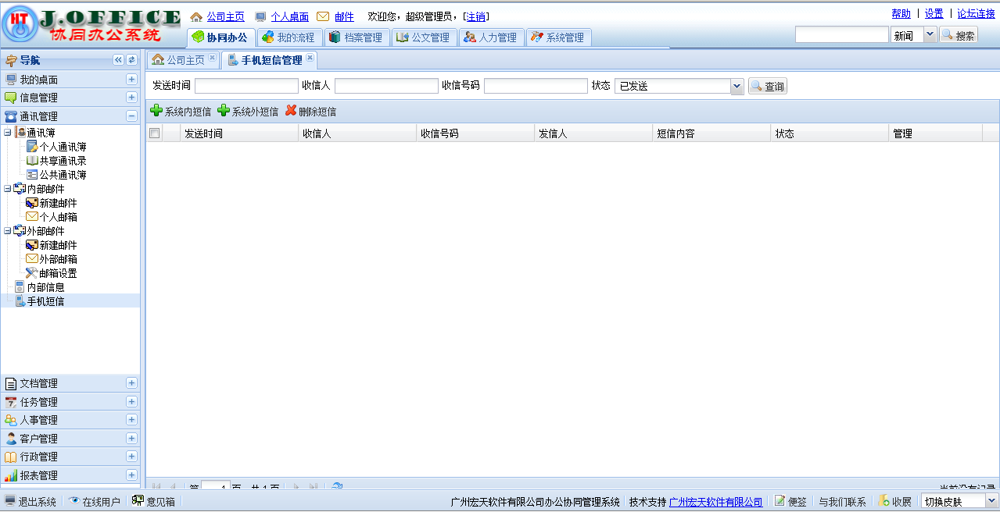 HT J.OFFICE 协同办公系统
公司主页 个人桌面 邮件 欢迎您，超级管理员，[注销] 帮助 | 设置 | 论坛连接
协同办公 我的流程 档案管理 公文管理 人力管理 系统管理 新闻 搜索
导航 公司主页 手机短信管理
我的桌面
信息管理
通讯管理
通讯簿
个人通讯簿
共享通讯录
公共通讯簿
内部邮件
新建邮件
个人邮箱
外部邮件
新建邮件
外部邮箱
邮箱设置
内部信息
手机短信
文档管理
任务管理
人事管理
客户管理
行政管理
报表管理
发送时间 收信人 收信号码 状态 已发送 查询
系统内短信 系统外短信 删除短信
发送时间 收信人 收信号码 发信人 短信内容 状态 管理
第 1 页 共 1 页 当前没有记录
退出系统 在线用户 意见箱 广州宏天软件有限公司办公协同管理系统 技术支持 广州宏天软件有限公司 便签 与我们联系 收展 切换皮肤